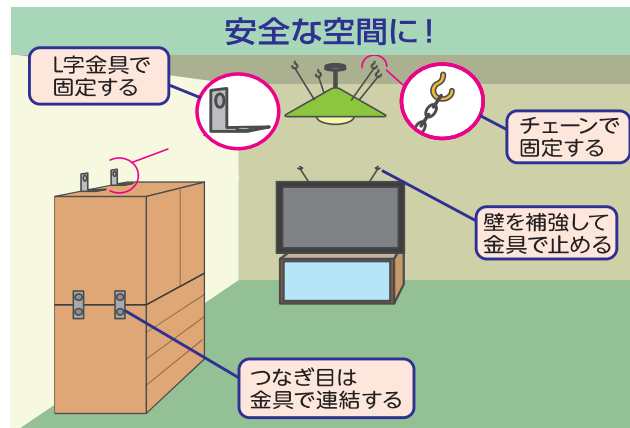 安全な空間に！
L字金具で
固定する
チェーンで
固定する
壁を補強して
金具で止める
つなぎ目は
金具で連結する